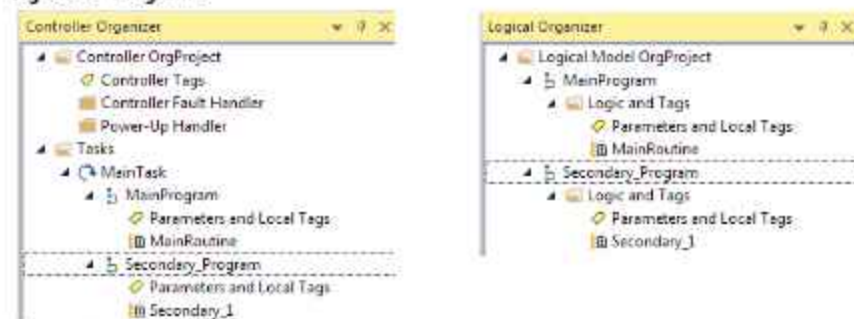 Controller Organizer
Controller OrgProject
Controller Tags
Controller Fault Handler
Power-Up Handler
Tasks
MainTask
MainProgram
Parameters and Local Tags
MainRoutine
Secondary_Program
Parameters and Local Tags
Secondary_1
Logical Organizer
Logical Model OrgProject
MainProgram
Logic and Tags
Parameters and Local Tags
MainRoutine
Secondary_Program
Logic and Tags
Parameters and Local Tags
Secondary_1